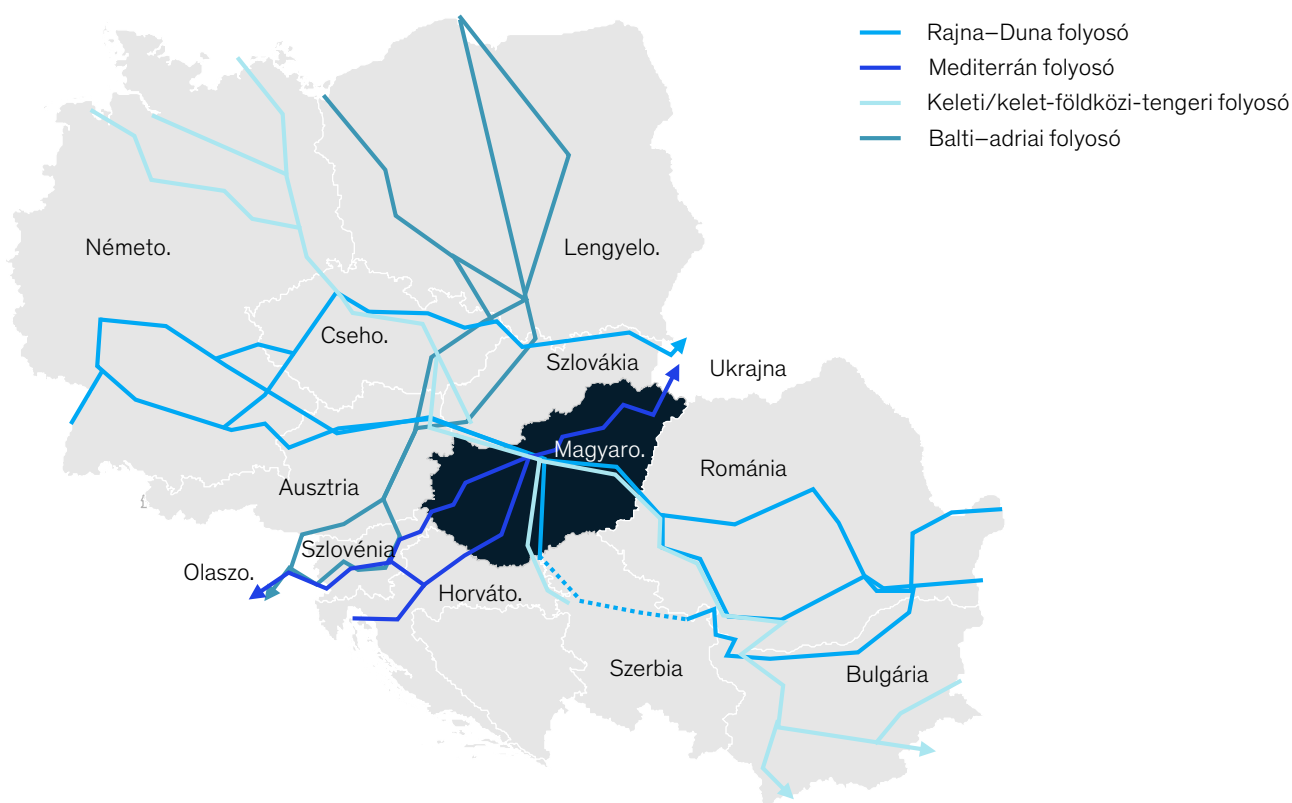 Rajna–Duna folyosó
Mediterrán folyosó
Keleti/kelet-földközi-tengeri folyosó
Balti–adriai folyosó
Németo.
Lengyelo.
Cseho.
Szlovákia
Ukrajna
Magyaro.
Románia
Ausztria
Szlovénia
Olaszo.
Horváto.
Szerbia
Bulgária